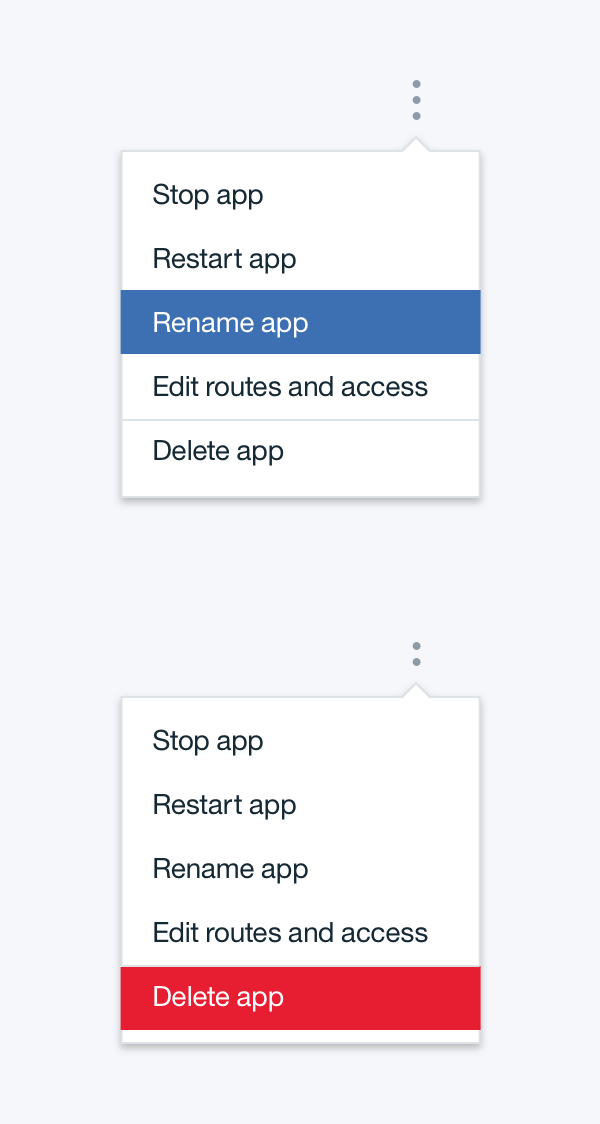 Stop app
Restart app
Rename app
Edit routes and access
Delete app
Stop app
Restart app
Rename app
Edit routes and access
Delete app